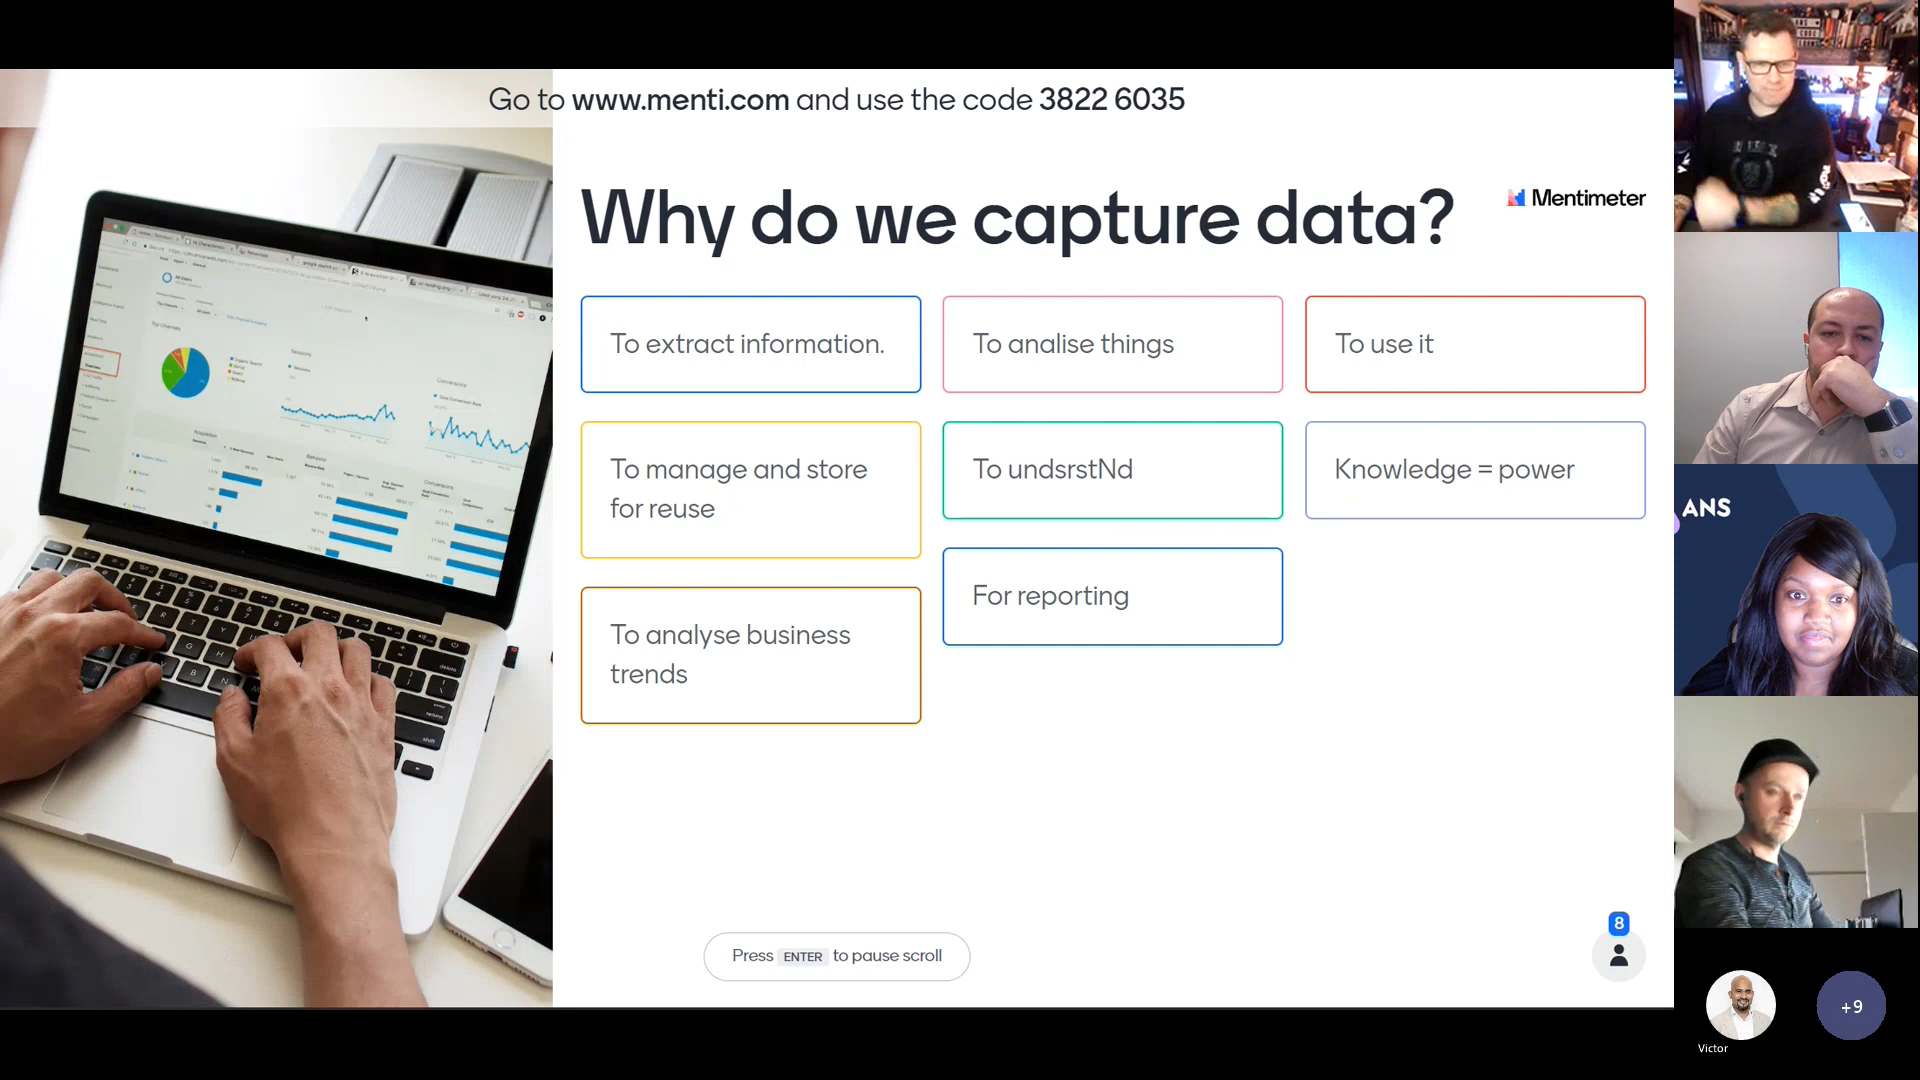 Go to www.menti.com and use the code 3822 6035
Why do we capture data?
Mentimeter
To extract information.
To analise things
To use it
To manage and store
for reuse
To undsrstNd
Knowledge = power
To analyse business
trends
For reporting
Press ENTER to pause scroll
8
ANS
Victor
+9